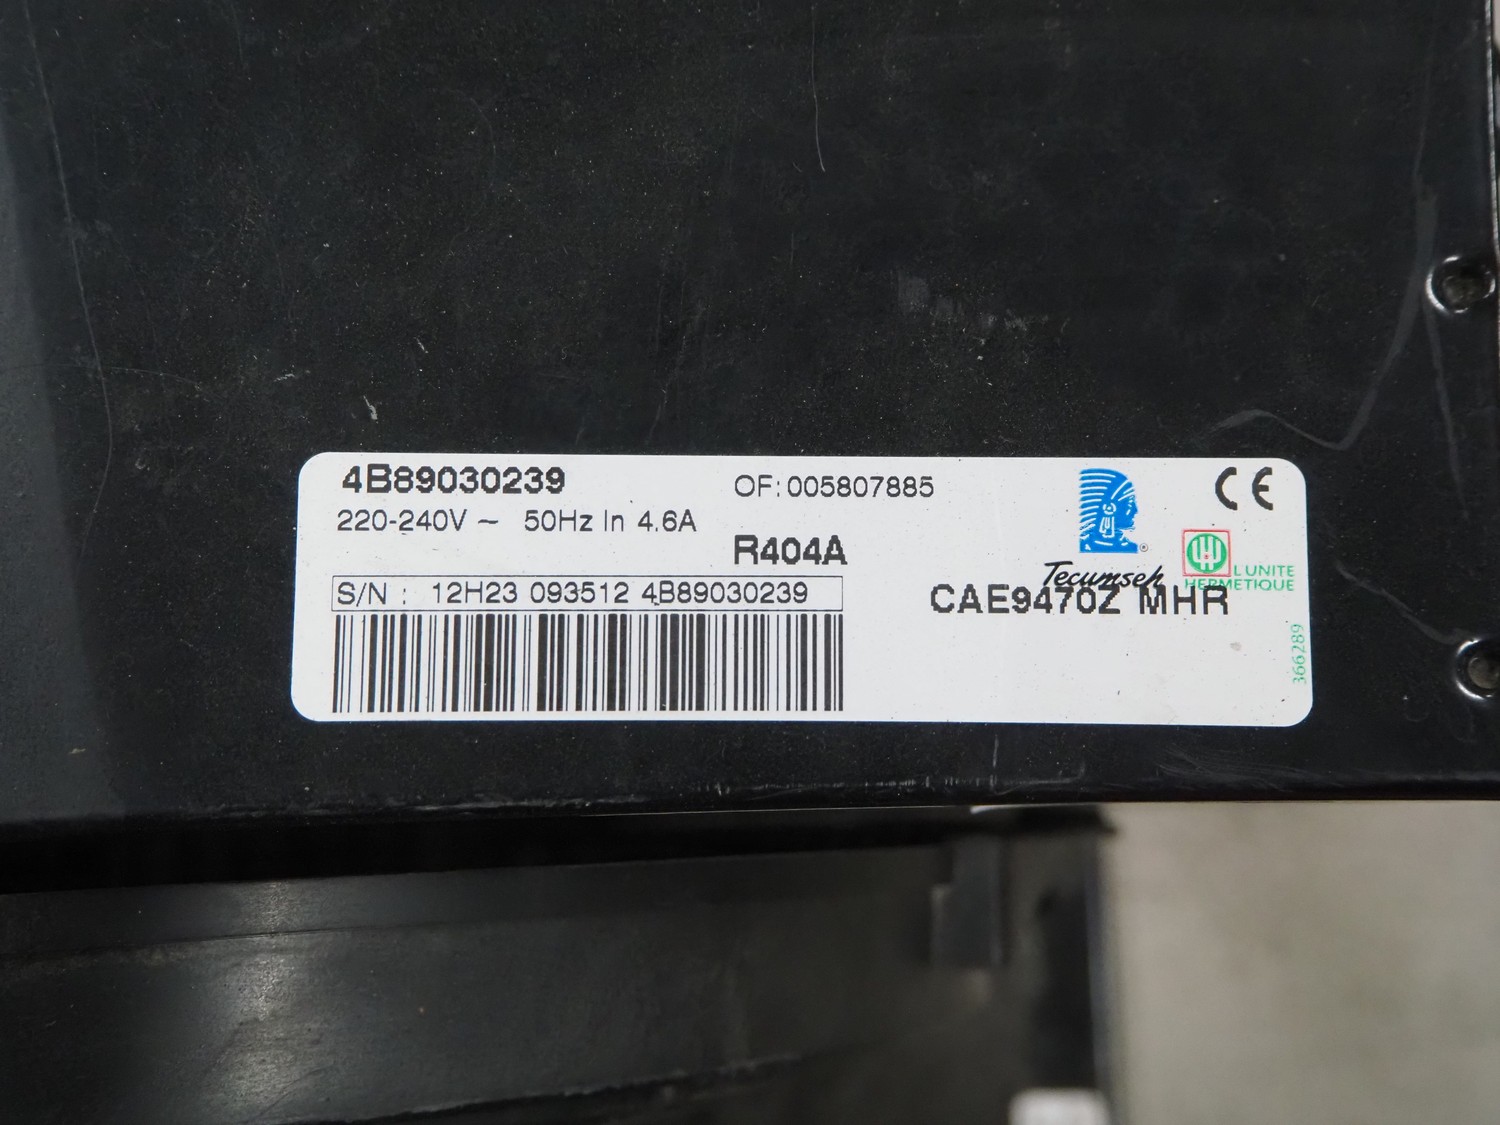 4B89030239
OF: 005807885
220-240V ~ 50Hz In 4.6A
R404A
S/N : 12H23 093512 4B89030239
®
Tecumseh
CE
L'UNITE
HERMETIQUE
CAE9470Z MHR
366289